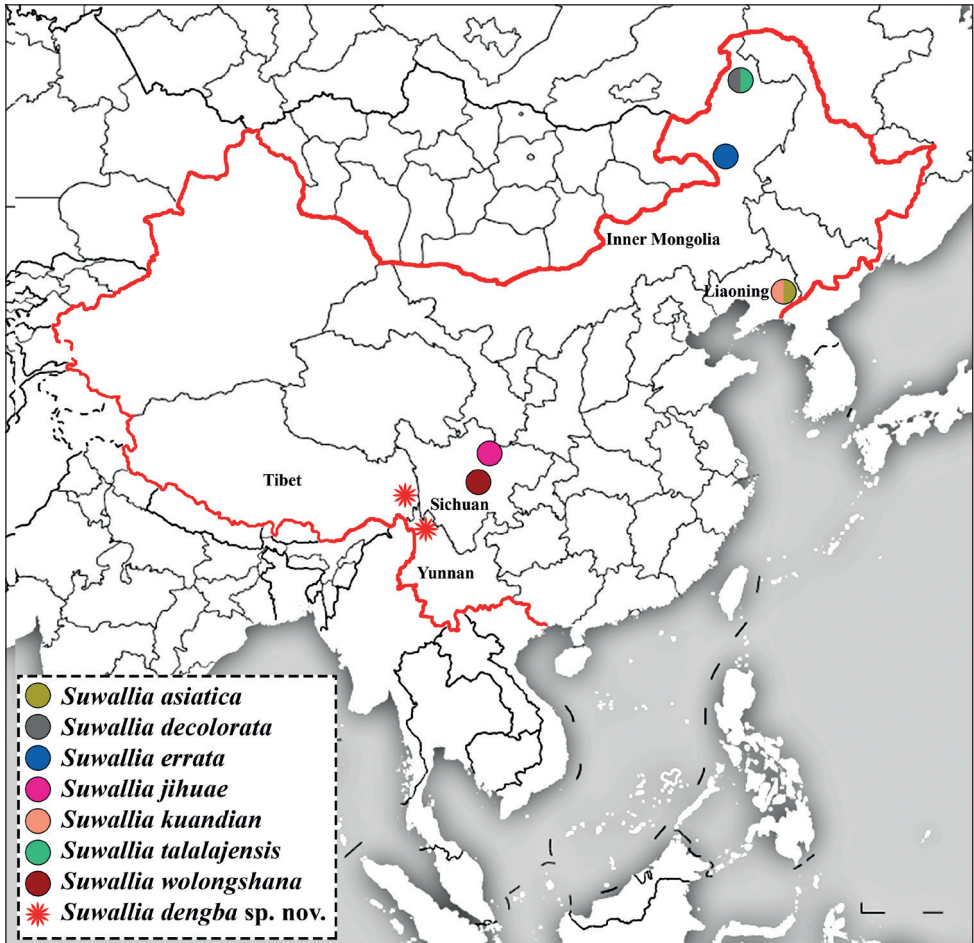 Inner Mongolia
Liaoning
Tibet
Sichuan
Yunnan
Suwallia asiatica
Suwallia decolorata
Suwallia errata
Suwallia jihuae
Suwallia kuandian
Suwallia talalajensis
Suwallia wolongshana
Suwallia dengba sp. nov.